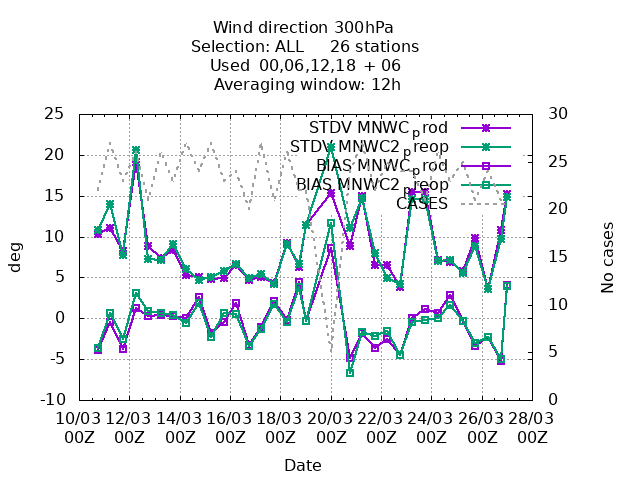 Wind direction 300hPa
Selection: ALL 26 stations
Used 00,06,12,18 + 06
Averaging window: 12h
25 30
STDV MNWC_prod
STDV MNWC2_preop
BIAS MNWC_prod
BIAS MNWC2_preop
CASES
20 25
15 20
10 15
5 10
0
-5 5
-10 0
deg
No cases
10/03 12/03 14/03 16/03 18/03 20/03 22/03 24/03 26/03 28/03
00Z 00Z 00Z 00Z 00Z 00Z 00Z 00Z 00Z 00Z
Date